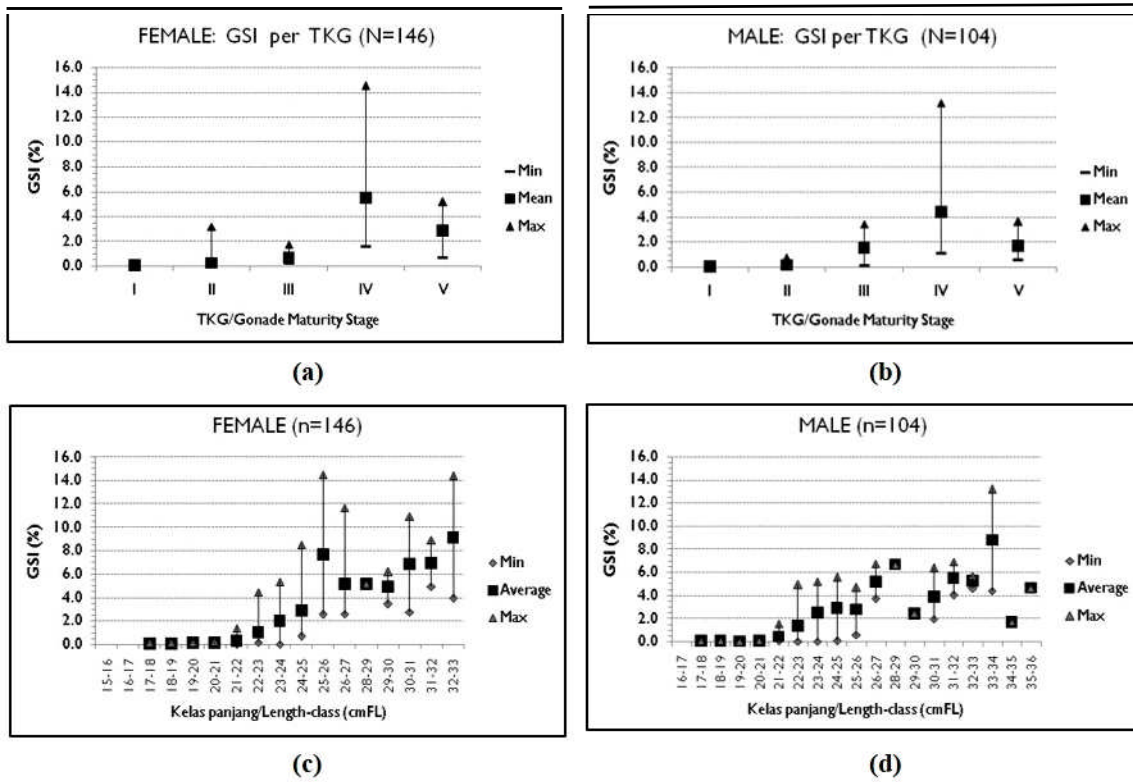 FEMALE: GSI per TKG (N=146)
16.0
14.0
12.0
10.0
8.0
6.0
4.0
2.0
0.0
GSI (%)
I II III IV V
TKG/Gonade Maturity Stage
Min
Mean
Max
(a)
MALE: GSI per TKG (N=104)
16.0
14.0
12.0
10.0
8.0
6.0
4.0
2.0
0.0
GSI (%)
I II III IV V
TKG/Gonade Maturity Stage
Min
Mean
Max
(b)
FEMALE (n=146)
16.0
14.0
12.0
10.0
8.0
6.0
4.0
2.0
0.0
GSI (%)
15-16
16-17
17-18
18-19
19-20
20-21
21-22
22-23
23-24
24-25
25-26
26-27
28-29
29-30
30-31
31-32
32-33
Kelas panjang/Length-class (cmFL)
Min
Average
Max
(c)
MALE (n=104)
16.0
14.0
12.0
10.0
8.0
6.0
4.0
2.0
0.0
GSI (%)
16-17
17-18
18-19
19-20
20-21
21-22
22-23
23-24
24-25
25-26
26-27
28-29
29-30
30-31
31-32
32-33
33-34
34-35
35-36
Kelas panjang/Length-class (cmFL)
Min
Average
Max
(d)